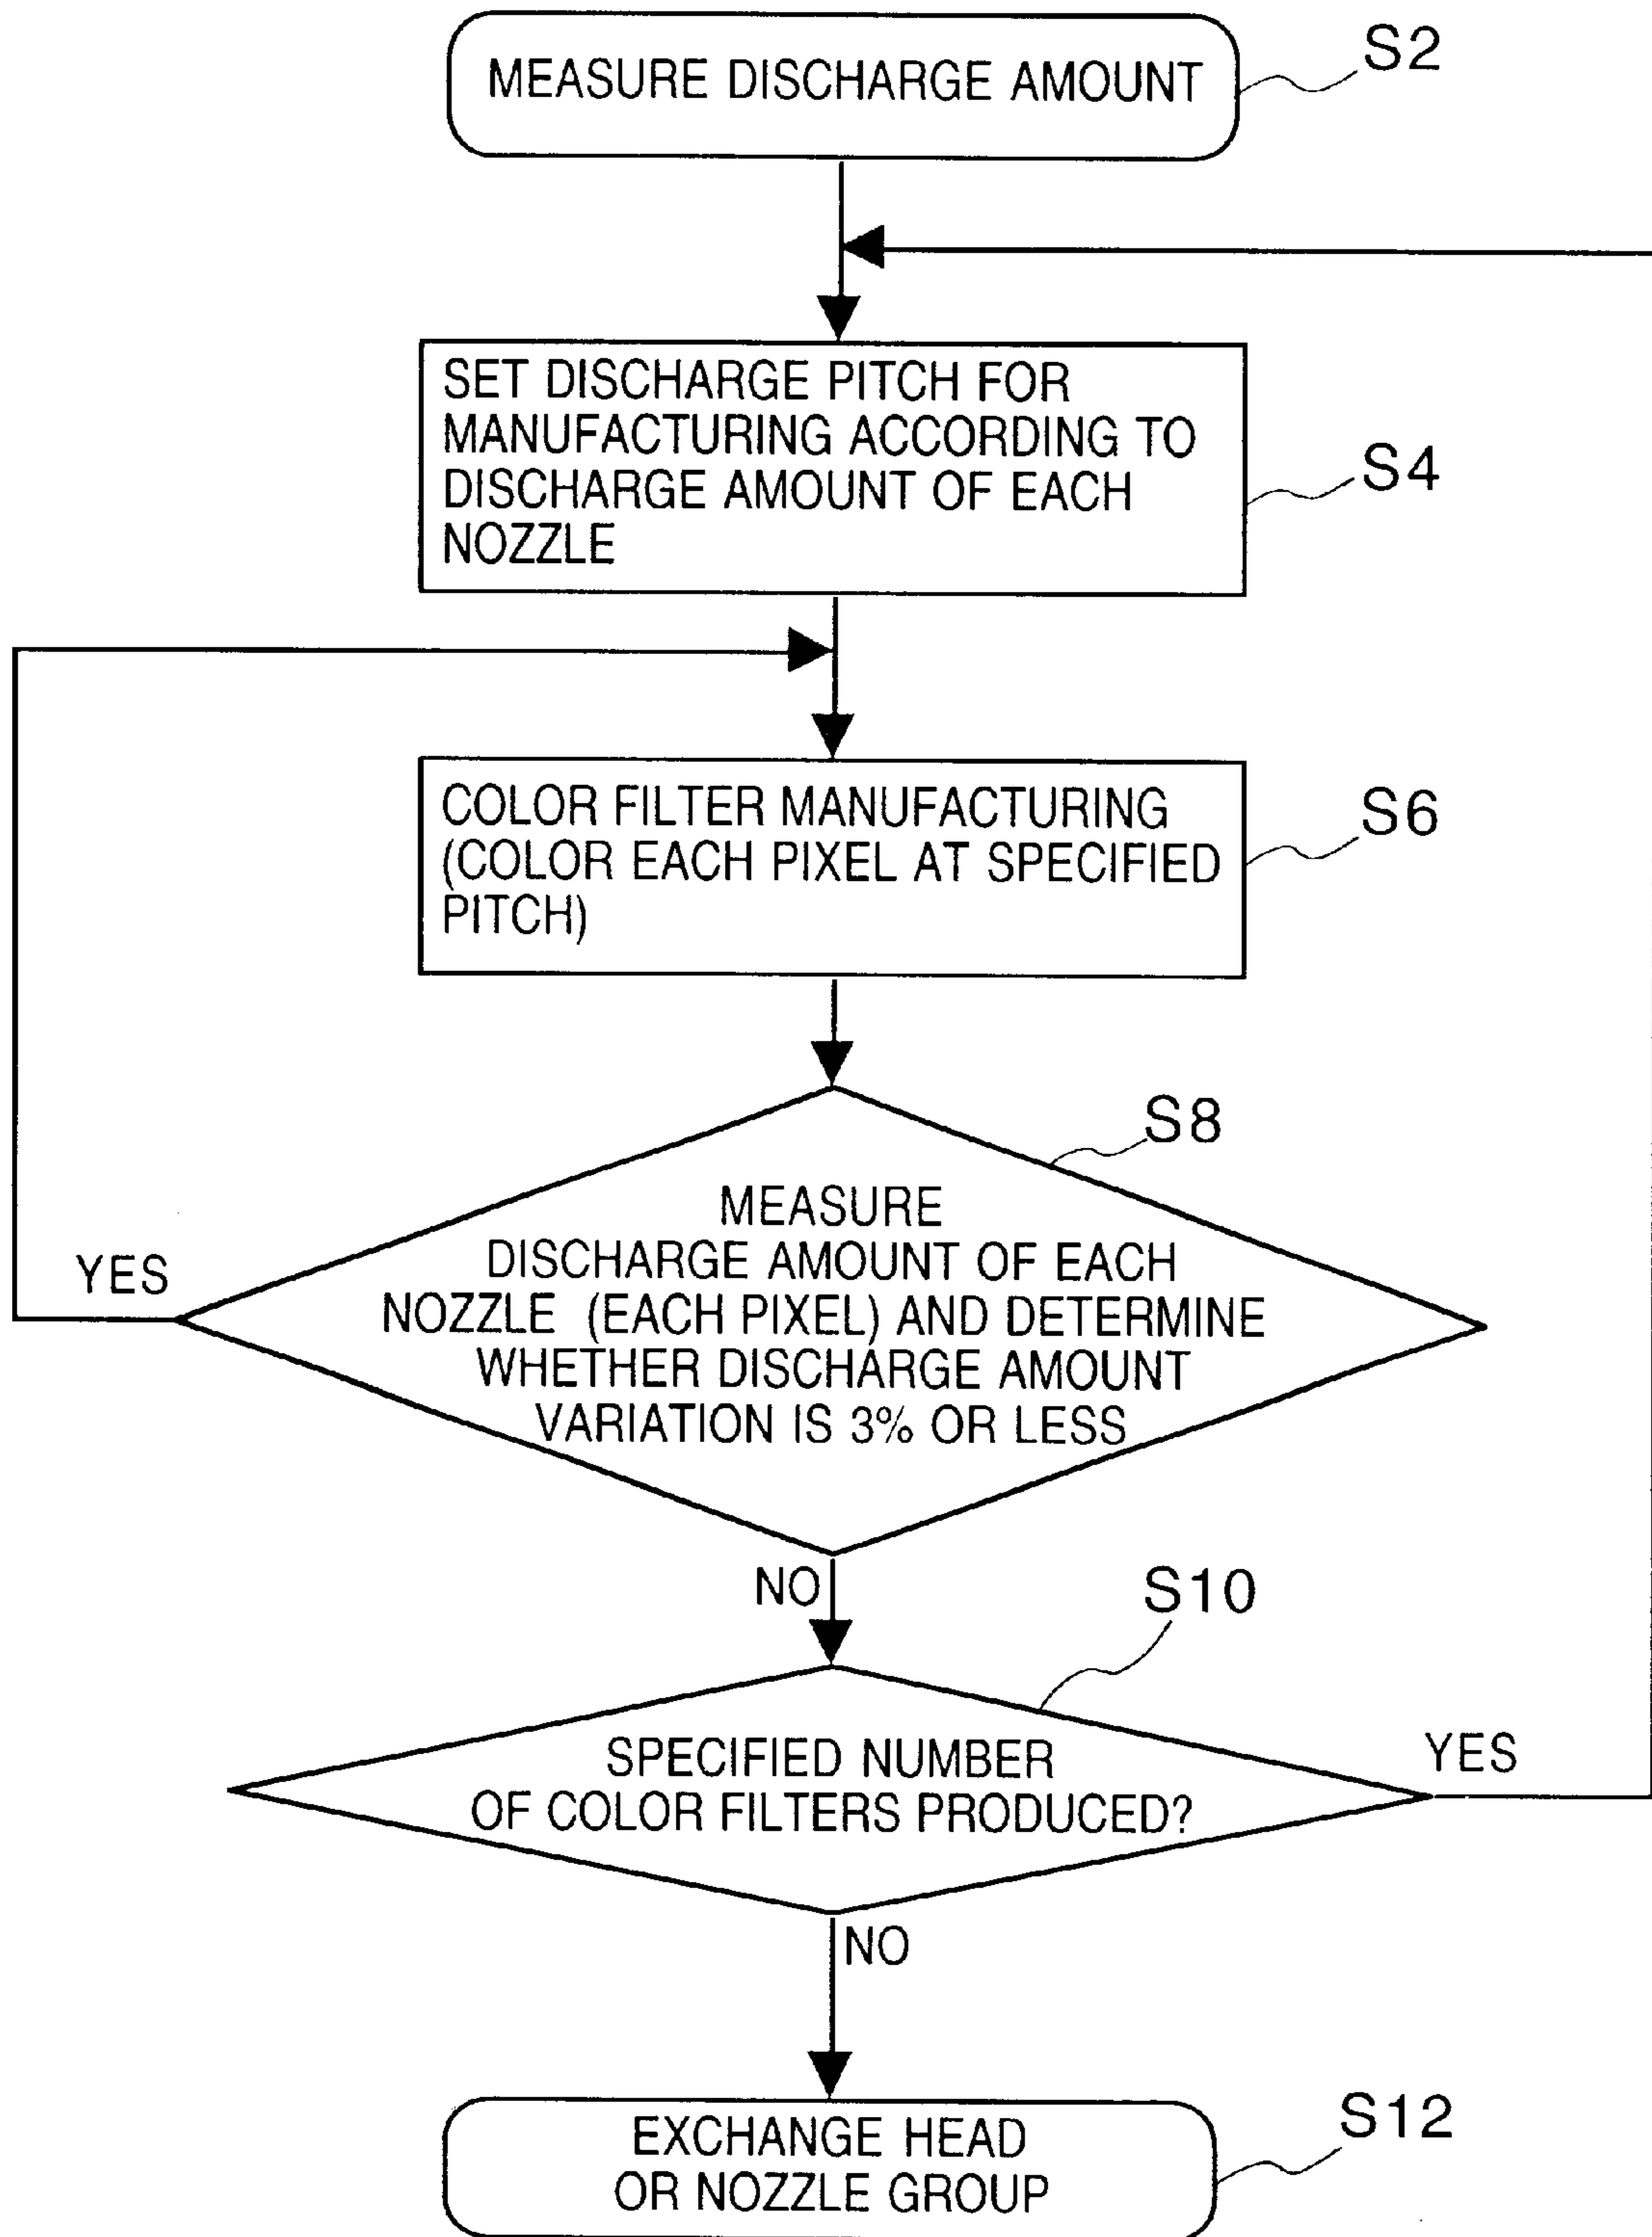 MEASURE DISCHARGE AMOUNT
S2
SET DISCHARGE PITCH FOR
MANUFACTURING ACCORDING TO
DISCHARGE AMOUNT OF EACH
NOZZLE
S4
COLOR FILTER MANUFACTURING
(COLOR EACH PIXEL AT SPECIFIED
PITCH)
S6
S8
MEASURE
DISCHARGE AMOUNT OF EACH
NOZZLE (EACH PIXEL) AND DETERMINE
WHETHER DISCHARGE AMOUNT
VARIATION IS 3% OR LESS
YES
NO
S10
SPECIFIED NUMBER
OF COLOR FILTERS PRODUCED?
YES
NO
EXCHANGE HEAD
OR NOZZLE GROUP
S12